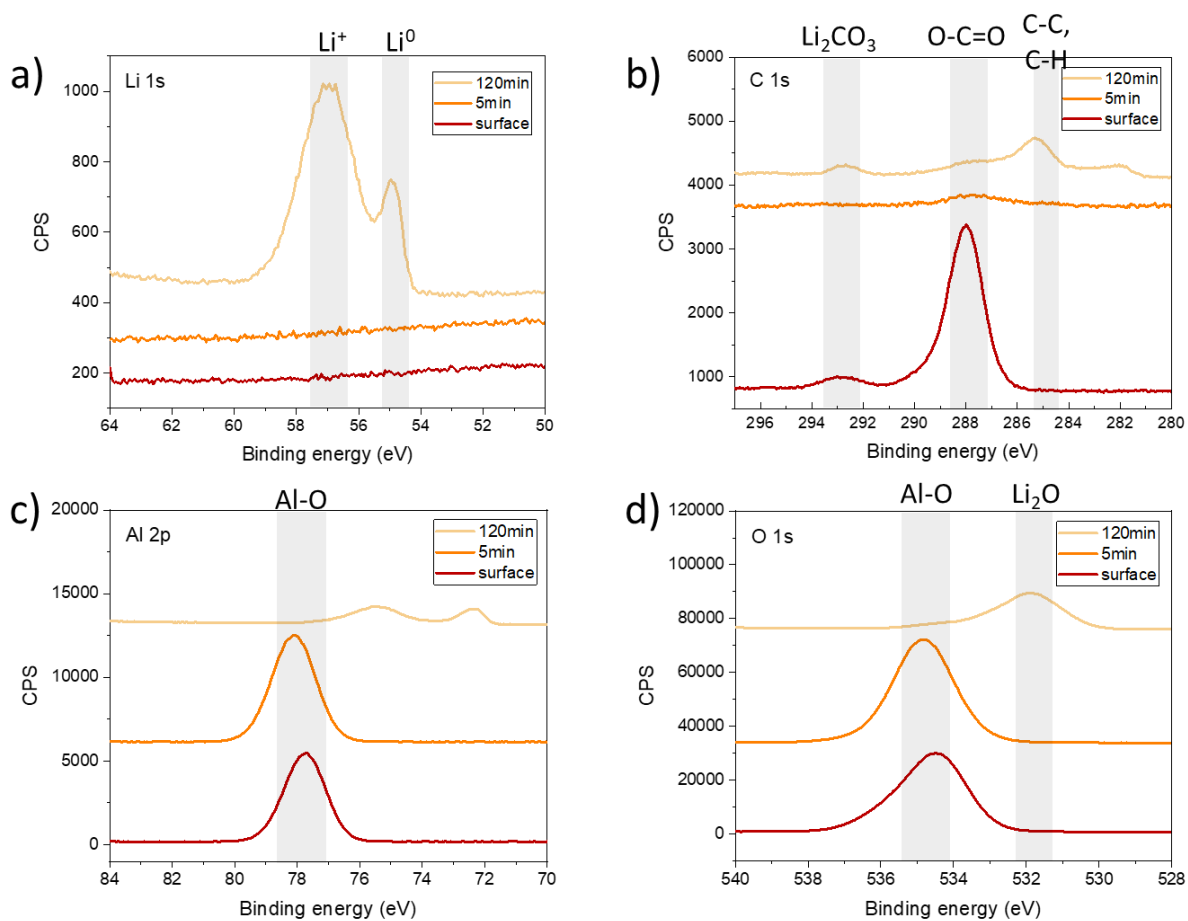 a)
Li⁺ Li⁰
Li 1s
120min
5min
surface
1000
800
600
400
200
CPS
64 62 60 58 56 54 52 50
Binding energy (eV)
b)
Li₂CO₃ O-C=O C-C,
C-H
C 1s
120min
5min
surface
6000
5000
4000
3000
2000
1000
CPS
296 294 292 290 288 286 284 282 280
Binding energy (eV)
c)
Al-O
Al 2p
120min
5min
surface
20000
15000
10000
5000
0
CPS
84 82 80 78 76 74 72 70
Binding energy (eV)
d)
Al-O Li₂O
O 1s
120min
5min
surface
120000
100000
80000
60000
40000
20000
0
CPS
540 538 536 534 532 530 528
Binding energy (eV)